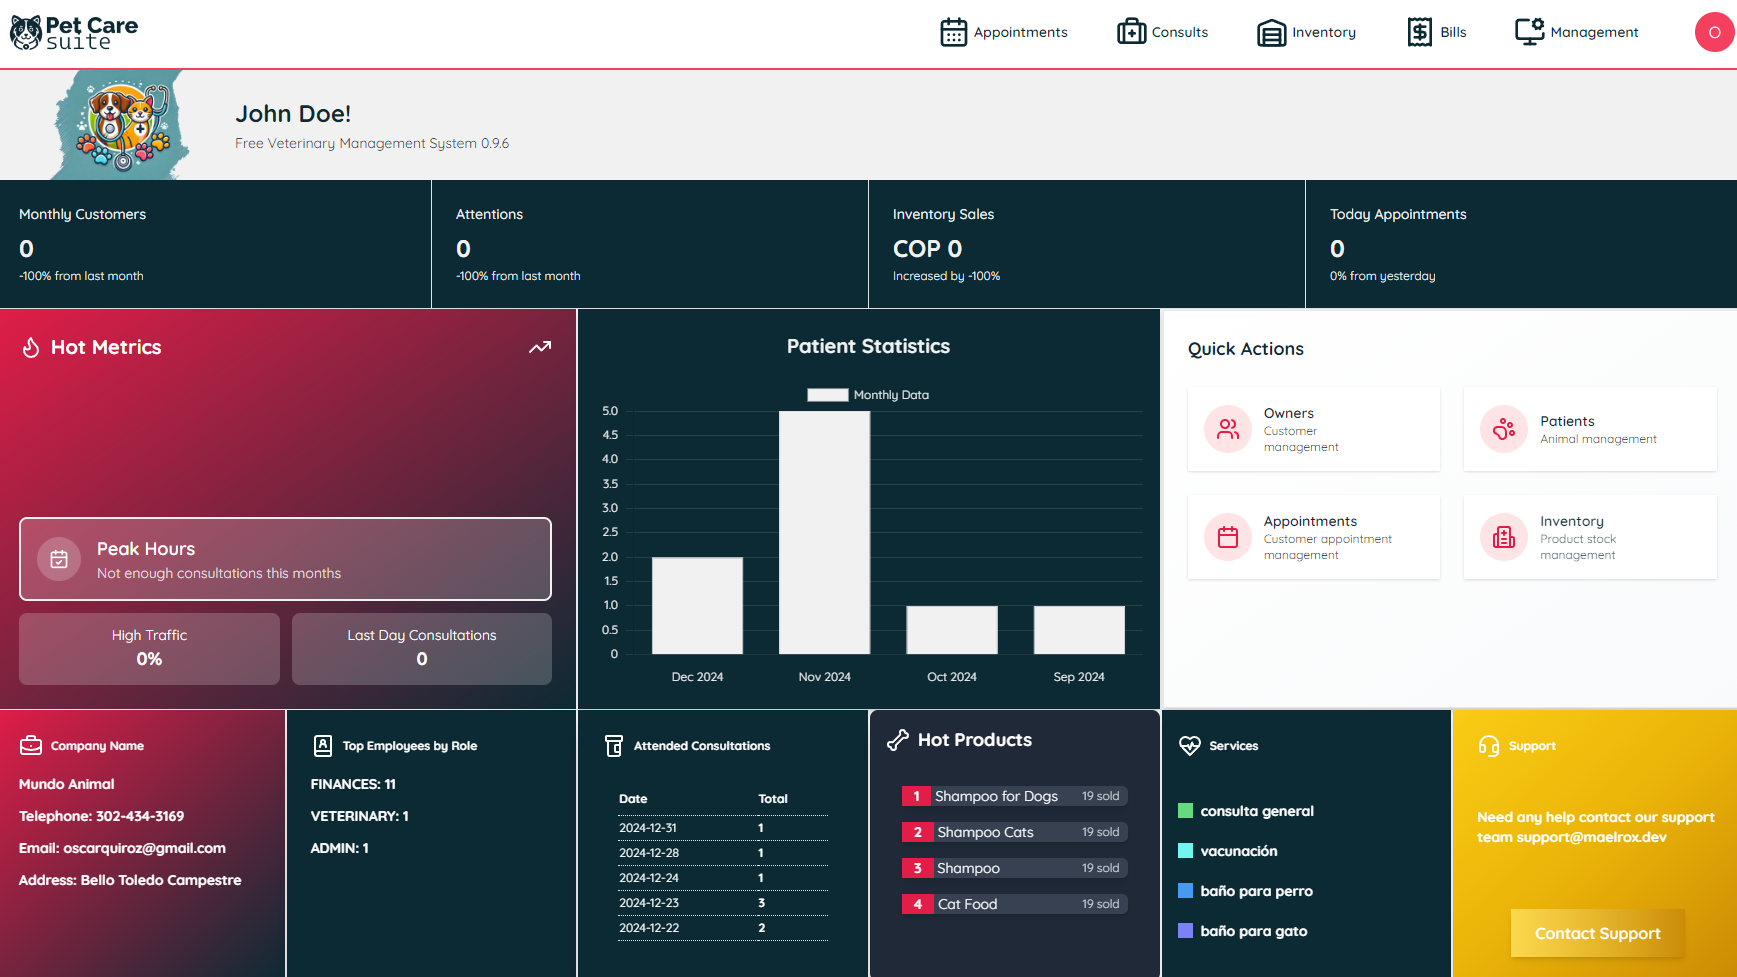 Pet Care
suite
Appointments
Consults
Inventory
Bills
Management
O
John Doe!
Free Veterinary Management System 0.9.6
Monthly Customers
0
-100% from last month
Attentions
0
-100% from last month
Inventory Sales
COP 0
Increased by -100%
Today Appointments
0
0% from yesterday
Hot Metrics
Peak Hours
Not enough consultations this months
High Traffic
0%
Last Day Consultations
0
Patient Statistics
Monthly Data
5.0
4.5
4.0
3.5
3.0
2.5
2.0
1.5
1.0
0.5
0
Dec 2024
Nov 2024
Oct 2024
Sep 2024
Quick Actions
Owners
Customer
management
Patients
Animal management
Appointments
Customer appointment
management
Inventory
Product stock
management
Company Name
Mundo Animal
Telephone: 302-434-3169
Email: oscarquiroz@gmail.com
Address: Bello Toledo Campestre
Top Employees by Role
FINANCES: 11
VETERINARY: 1
ADMIN: 1
Attended Consultations
Date Total
2024-12-31 1
2024-12-28 1
2024-12-24 1
2024-12-23 3
2024-12-22 2
Hot Products
1 Shampoo for Dogs 19 sold
2 Shampoo Cats 19 sold
3 Shampoo 19 sold
4 Cat Food 19 sold
Services
consulta general
vacunación
baño para perro
baño para gato
Support
Need any help contact our support
team support@maelrox.dev
Contact Support